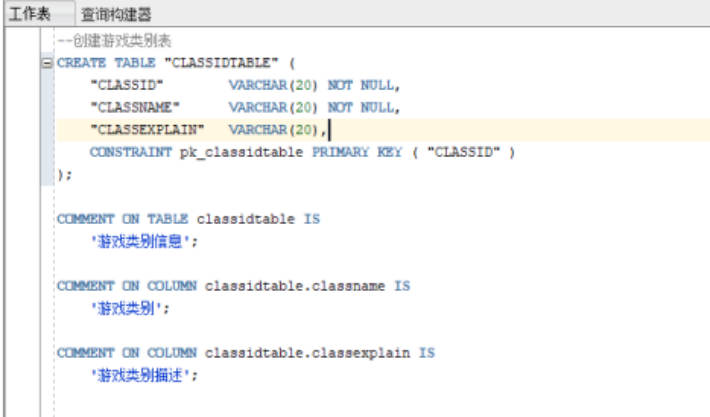 工作表 查询构建器
--创建游戏类别表
CREATE TABLE "CLASSIDTABLE" (
"CLASSID" VARCHAR(20) NOT NULL,
"CLASSNAME" VARCHAR(20) NOT NULL,
"CLASSEXPLAIN" VARCHAR(20),
CONSTRAINT pk_classidtable PRIMARY KEY ( "CLASSID" )
);
COMMENT ON TABLE classidtable IS
'游戏类别信息';
COMMENT ON COLUMN classidtable.classname IS
'游戏类别';
COMMENT ON COLUMN classidtable.classexplain IS
'游戏类别描述';